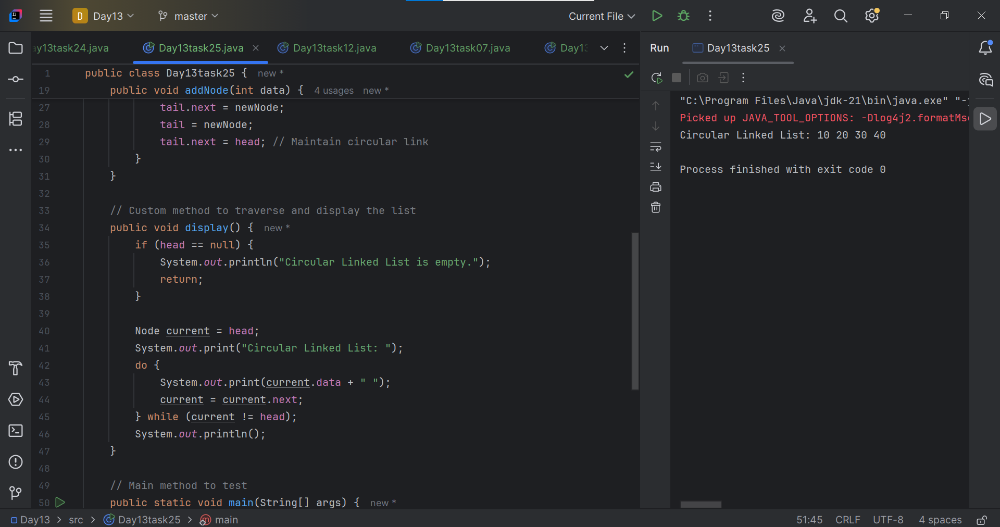 D Day13 master Current File
y13task24.java Day13task25.java Day13task12.java Day13task07.java Day13
Run Day13task25
1 public class Day13task25 { new *
19 public void addNode(int data) { 4 usages new *
27 tail.next = newNode;
28 tail = newNode;
29 tail.next = head; // Maintain circular link
30 }
31 }
32
33 // Custom method to traverse and display the list
34 public void display() { new *
35 if (head == null) {
36 System.out.println("Circular Linked List is empty.");
37 return;
38 }
39
40 Node current = head;
41 System.out.print("Circular Linked List: ");
42 do {
43 System.out.print(current.data + " ");
44 current = current.next;
45 } while (current != head);
46 System.out.println();
47 }
48
49 // Main method to test
50 public static void main(String[] args) { new *
"C:\Program Files\Java\jdk-21\bin\java.exe" "-
Picked up JAVA_TOOL_OPTIONS: -Dlog4j2.formatMs
Circular Linked List: 10 20 30 40
Process finished with exit code 0
Day13 > src > Day13task25 > main
51:45 CRLF UTF-8 4 spaces